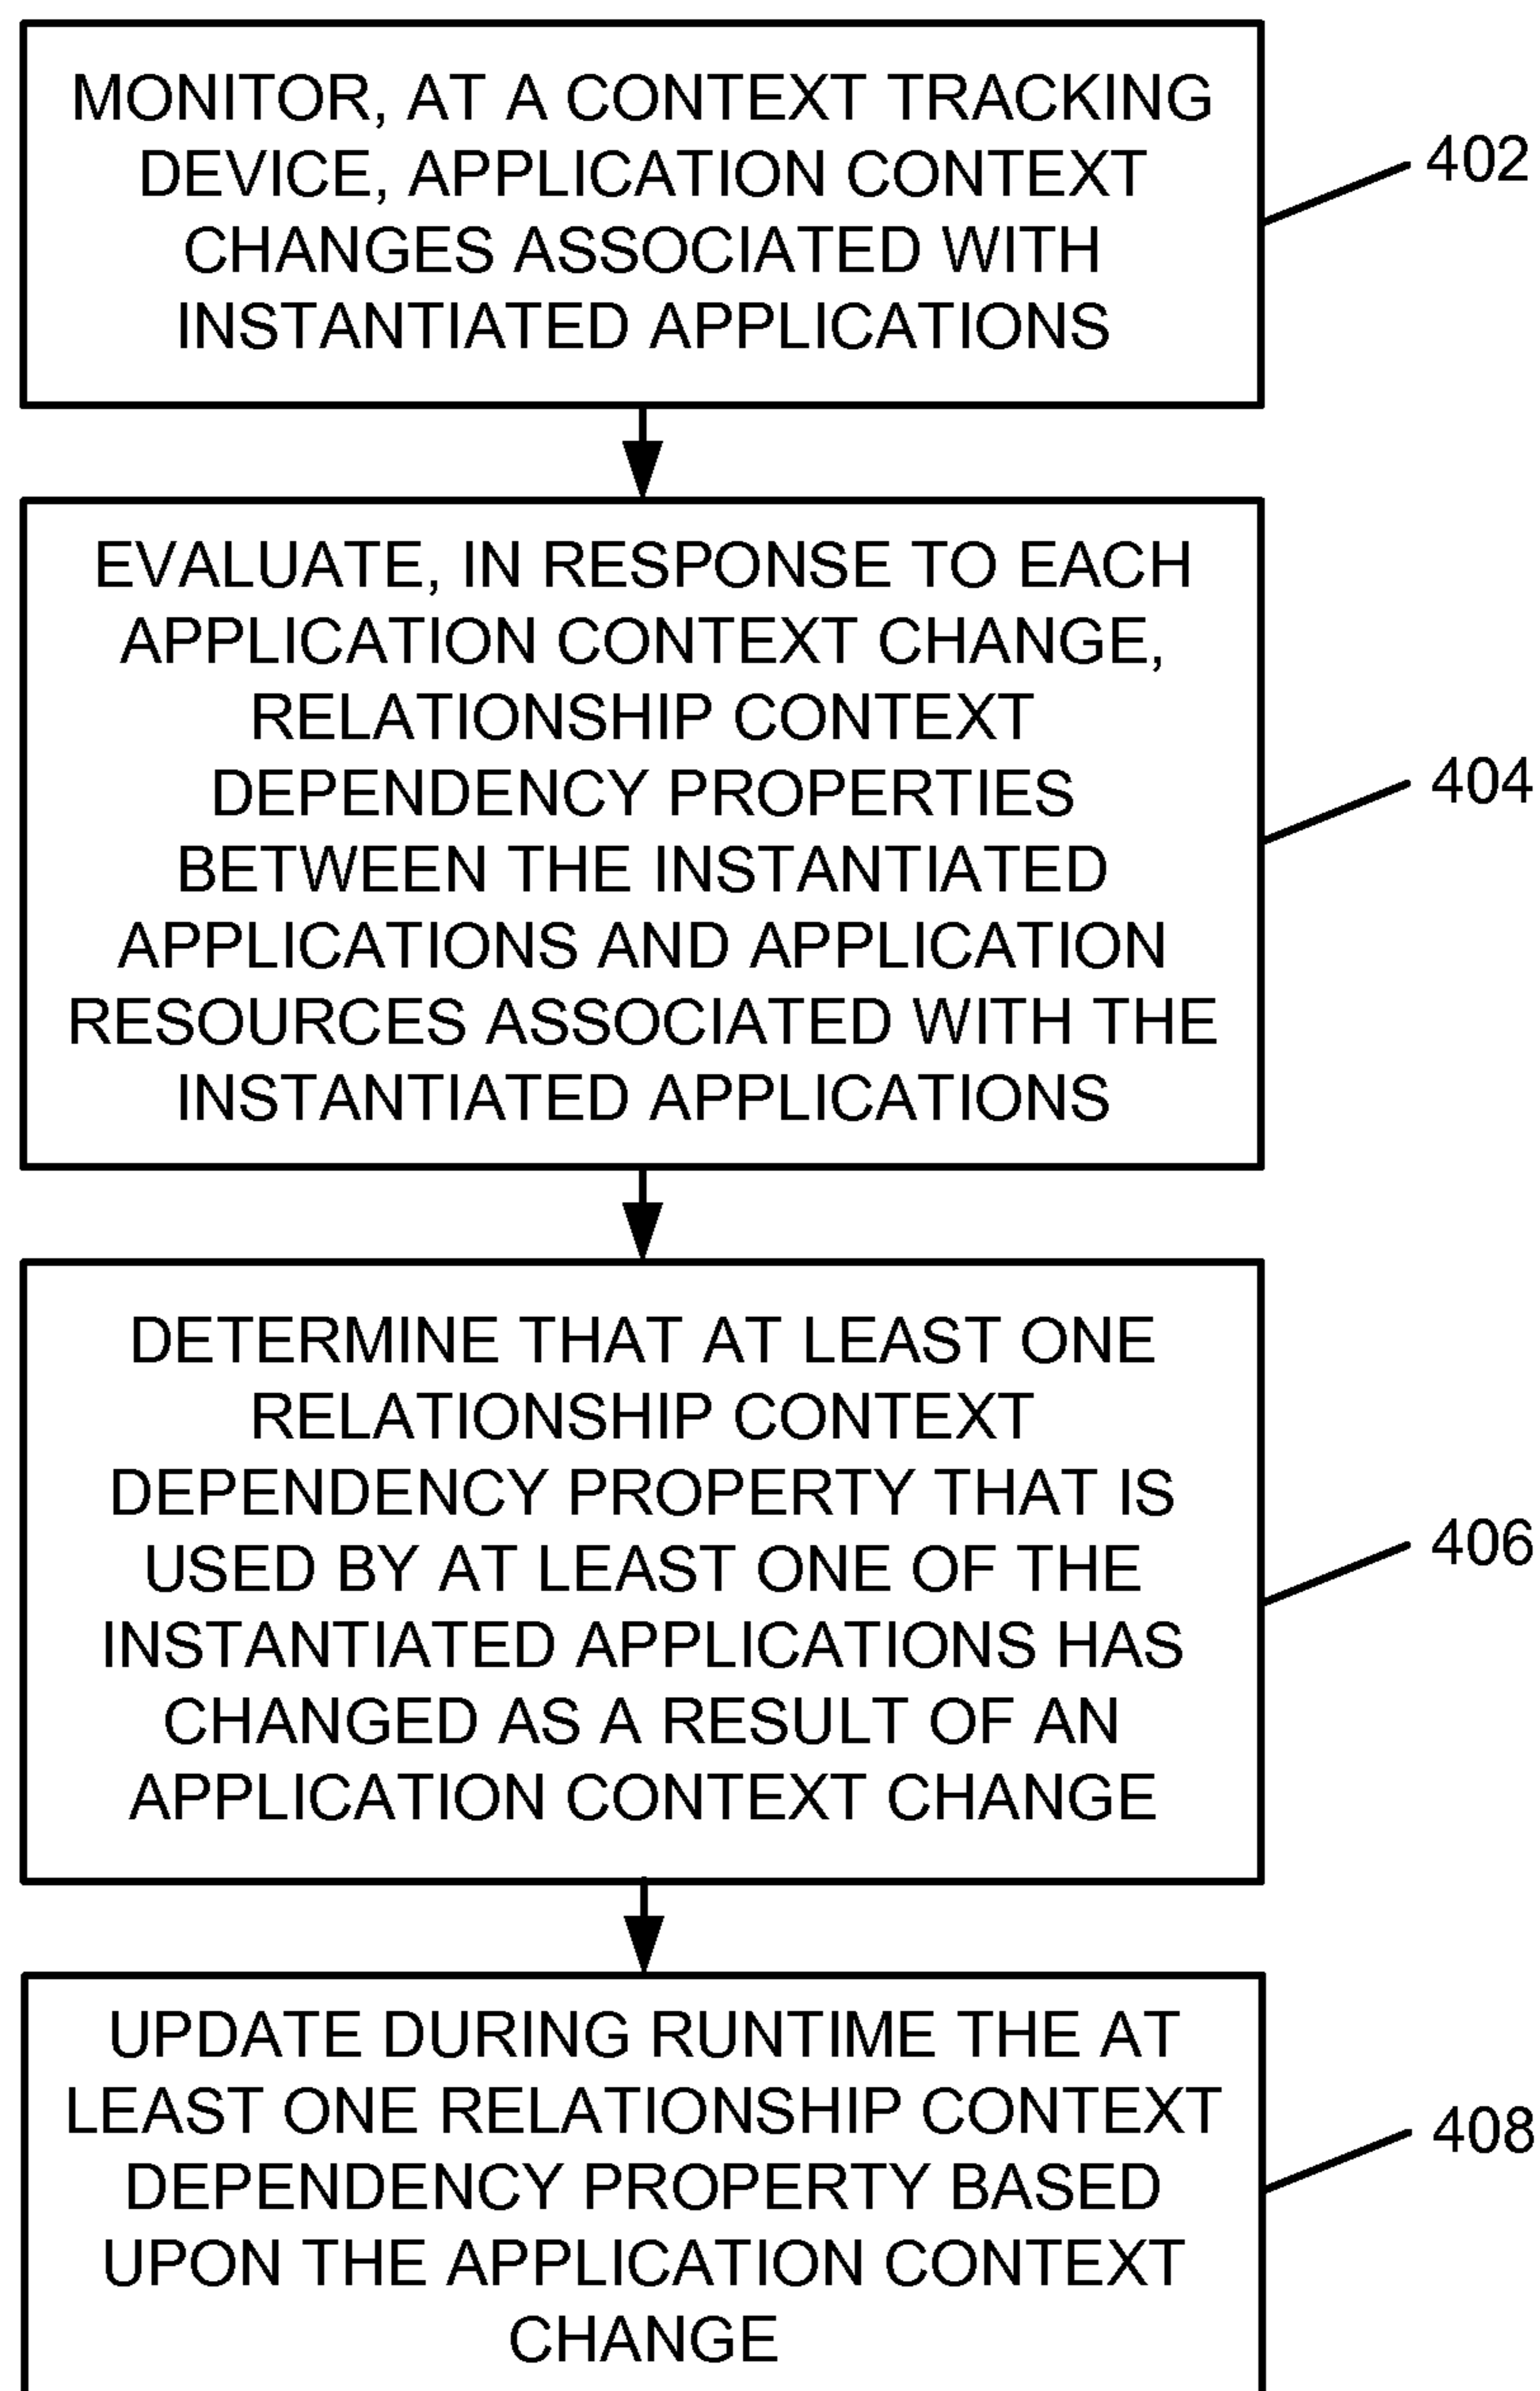 MONITOR, AT A CONTEXT TRACKING
DEVICE, APPLICATION CONTEXT
CHANGES ASSOCIATED WITH
INSTANTIATED APPLICATIONS
402
EVALUATE, IN RESPONSE TO EACH
APPLICATION CONTEXT CHANGE,
RELATIONSHIP CONTEXT
DEPENDENCY PROPERTIES
BETWEEN THE INSTANTIATED
APPLICATIONS AND APPLICATION
RESOURCES ASSOCIATED WITH THE
INSTANTIATED APPLICATIONS
404
DETERMINE THAT AT LEAST ONE
RELATIONSHIP CONTEXT
DEPENDENCY PROPERTY THAT IS
USED BY AT LEAST ONE OF THE
INSTANTIATED APPLICATIONS HAS
CHANGED AS A RESULT OF AN
APPLICATION CONTEXT CHANGE
406
UPDATE DURING RUNTIME THE AT
LEAST ONE RELATIONSHIP CONTEXT
DEPENDENCY PROPERTY BASED
UPON THE APPLICATION CONTEXT
CHANGE
408